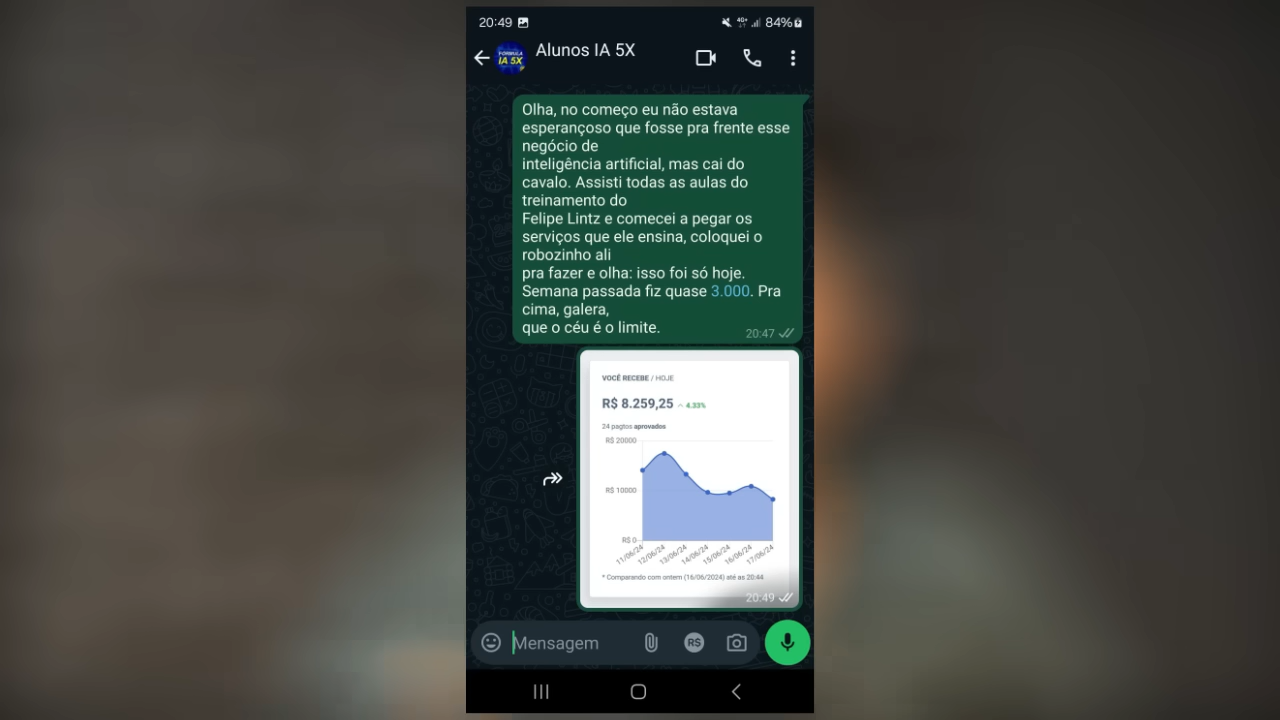 20:49
4G+
84%
FÓRMULA
IA 5X
Alunos IA 5X
Olha, no começo eu não estava
esperançoso que fosse pra frente esse
negócio de
inteligência artificial, mas cai do
cavalo. Assisti todas as aulas do
treinamento do
Felipe Lintz e comecei a pegar os
serviços que ele ensina, coloquei o
robozinho ali
pra fazer e olha: isso foi só hoje.
Semana passada fiz quase 3.000. Pra
cima, galera,
que o céu é o limite.
20:47
VOCÊ RECEBE / HOJE
R$ 8.259,25 4.33%
24 pagtos aprovados
R$ 20000
R$ 10000
R$ 0
11/06/24 12/06/24 13/06/24 14/06/24 15/06/24 16/06/24 17/06/24
* Comparando com ontem (16/06/2024) até as 20:44
20:49
Mensagem
R$